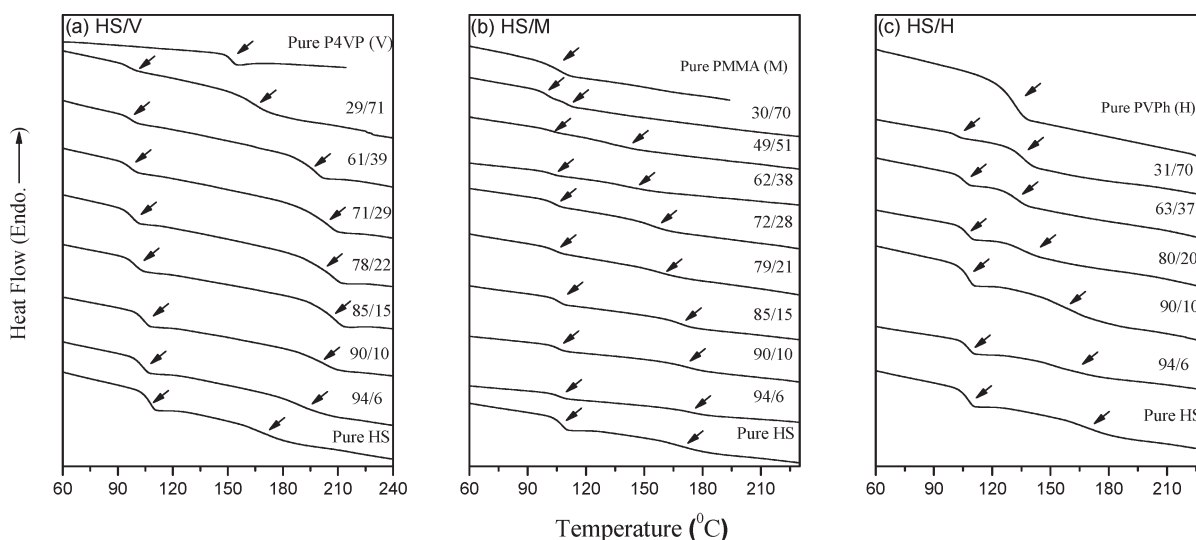 Heat Flow (Endo.
(a) HS/V
Pure P4VP (V)
29/71
61/39
71/29
78/22
85/15
90/10
94/6
Pure HS
60 90 120 150 180 210 240
(b) HS/M
Pure PMMA (M)
30/70
49/51
62/38
72/28
79/21
85/15
90/10
94/6
Pure HS
60 90 120 150 180 210
(c) HS/H
Pure PVPh (H)
31/70
63/37
80/20
90/10
94/6
Pure HS
60 90 120 150 180 210
Temperature (⁰C)